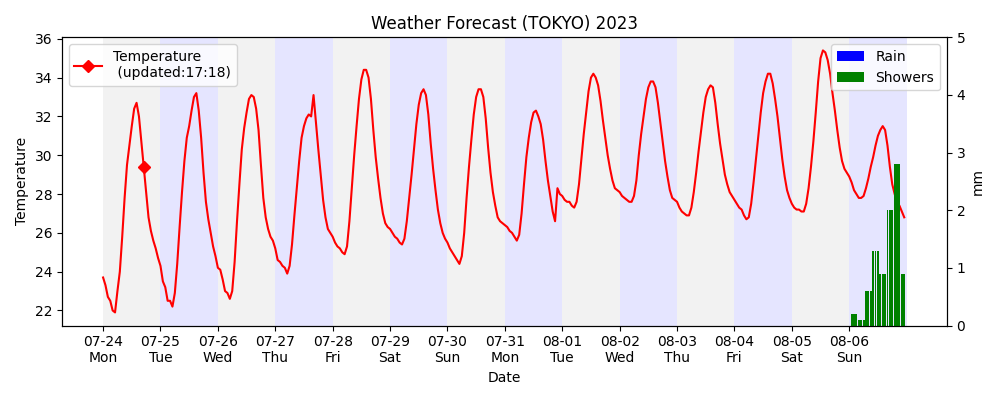 Weather Forecast (TOKYO) 2023
Temperature
(updated:17:18)
Rain
Showers
Temperature
36
34
32
30
28
26
24
22
5
4
3
2
1
0
mm
07-24 07-25 07-26 07-27 07-28 07-29 07-30 07-31 08-01 08-02 08-03 08-04 08-05 08-06
Mon Tue Wed Thu Fri Sat Sun Mon Tue Wed Thu Fri Sat Sun
Date